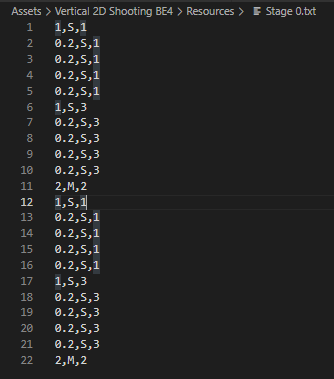 Assets > Vertical 2D Shooting BE4 > Resources > Stage 0.txt
1 1,S,1
2 0.2,S,1
3 0.2,S,1
4 0.2,S,1
5 0.2,S,1
6 1,S,3
7 0.2,S,3
8 0.2,S,3
9 0.2,S,3
10 0.2,S,3
11 2,M,2
12 1,S,1
13 0.2,S,1
14 0.2,S,1
15 0.2,S,1
16 0.2,S,1
17 1,S,3
18 0.2,S,3
19 0.2,S,3
20 0.2,S,3
21 0.2,S,3
22 2,M,2